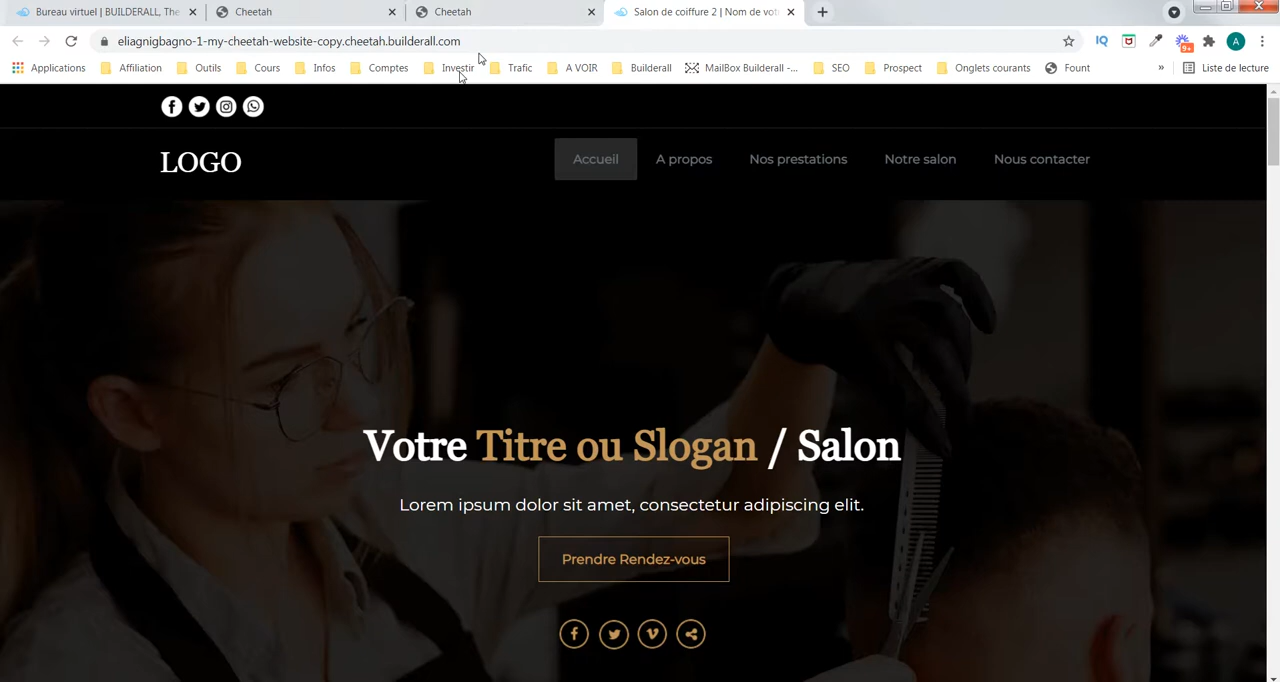 Bureau virtuel | BUILDERALL, The
Cheetah
Cheetah
Salon de coiffure 2 | Nom de vot
eliagnigbagno-1-my-cheetah-website-copy.cheetah.builderall.com
IQ
9+
A
Applications
Affiliation
Outils
Cours
Infos
Comptes
Investir
Trafic
A VOIR
Builderall
MailBox Builderall -...
SEO
Prospect
Onglets courants
Fount
»
Liste de lecture
LOGO
Accueil
A propos
Nos prestations
Notre salon
Nous contacter
Votre Titre ou Slogan / Salon
Lorem ipsum dolor sit amet, consectetur adipiscing elit.
Prendre Rendez-vous